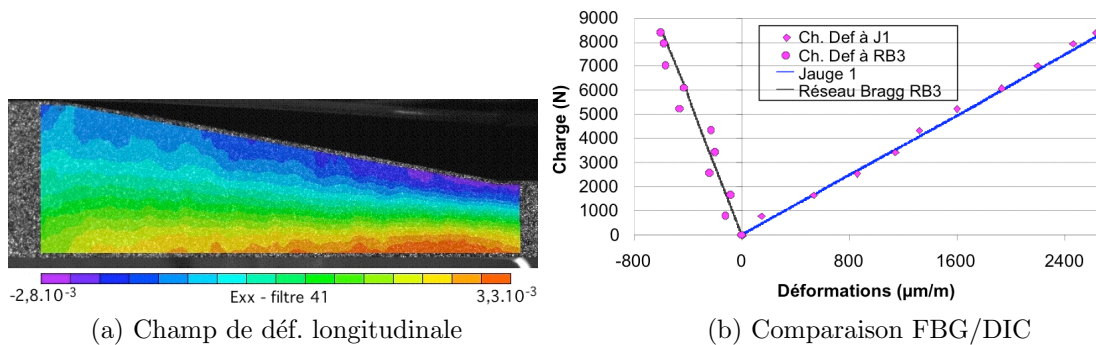 9000
8000
7000
6000
5000
4000
3000
2000
1000
0
Charge (N)
Ch. Def à J1
Ch. Def à RB3
Jauge 1
Réseau Bragg RB3
-800 0 800 1600 2400
Déformations (µm/m)
-2,8.10-3 Exx - filtre 41 3,3.10-3
(a) Champ de déf. longitudinale
(b) Comparaison FBG/DIC